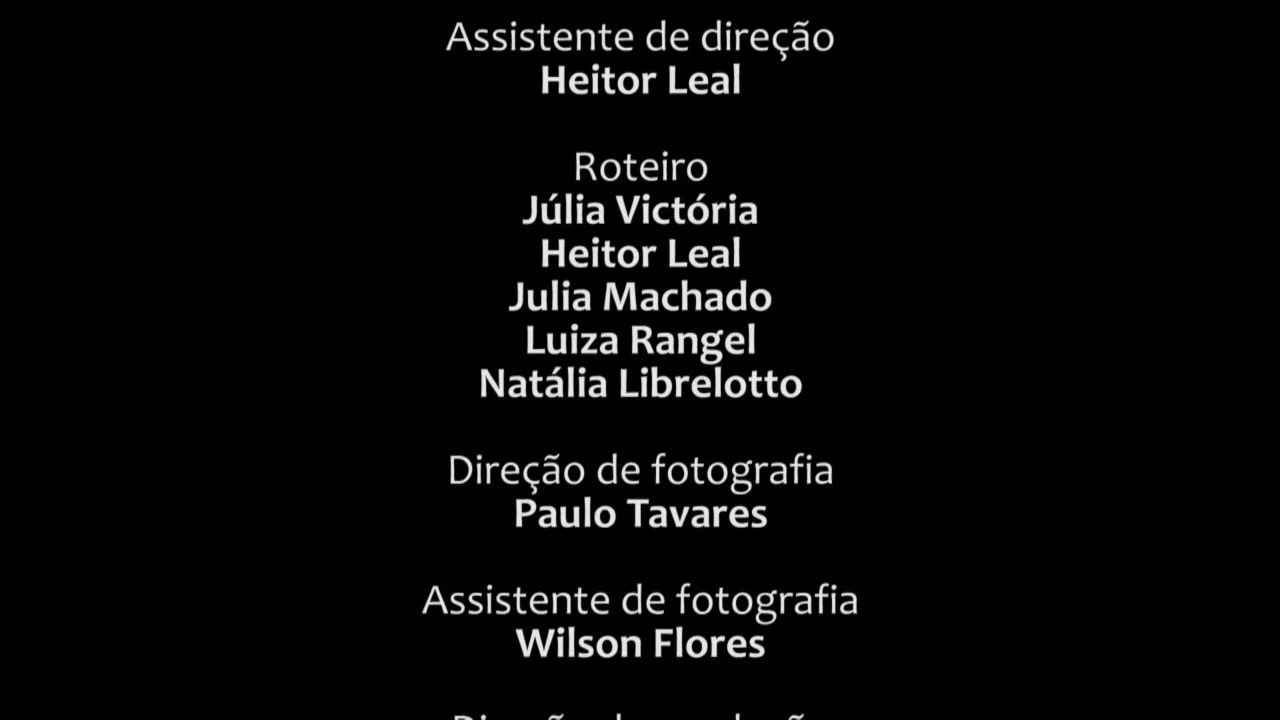 Assistente de direção
Heitor Leal
Roteiro
Júlia Victória
Heitor Leal
Julia Machado
Luiza Rangel
Natália Librelotto
Direção de fotografia
Paulo Tavares
Assistente de fotografia
Wilson Flores